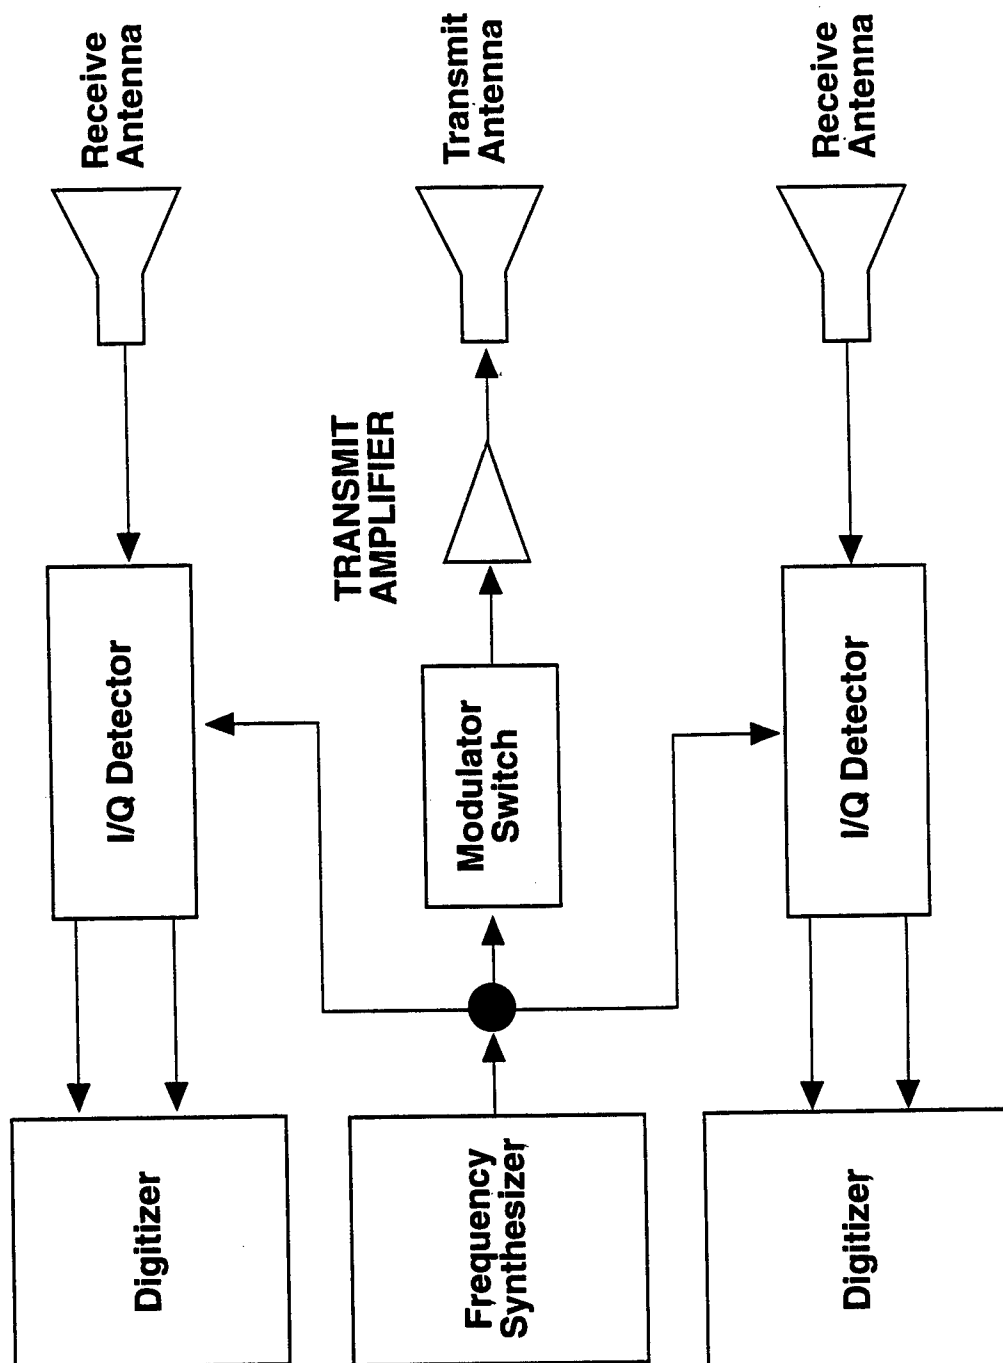 Receive
Antenna
Transmit
Antenna
Receive
Antenna
TRANSMIT
AMPLIFIER
I/Q Detector
Modulator
Switch
I/Q Detector
Digitizer
Frequency
Synthesizer
Digitizer